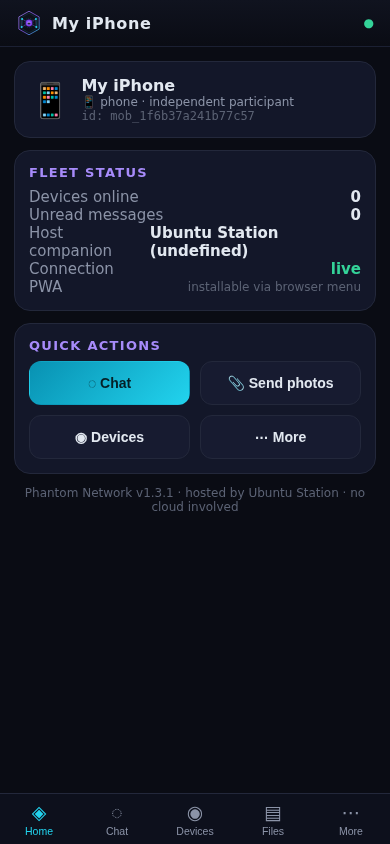 My iPhone
My iPhone
phone · independent participant
id: mob_1f6b37a241b77c57
FLEET STATUS
Devices online 0
Unread messages 0
Host companion Ubuntu Station (undefined)
Connection live
PWA installable via browser menu
QUICK ACTIONS
Chat
Send photos
Devices
··· More
Phantom Network v1.3.1 · hosted by Ubuntu Station · no
cloud involved
Home
Chat
Devices
Files
More